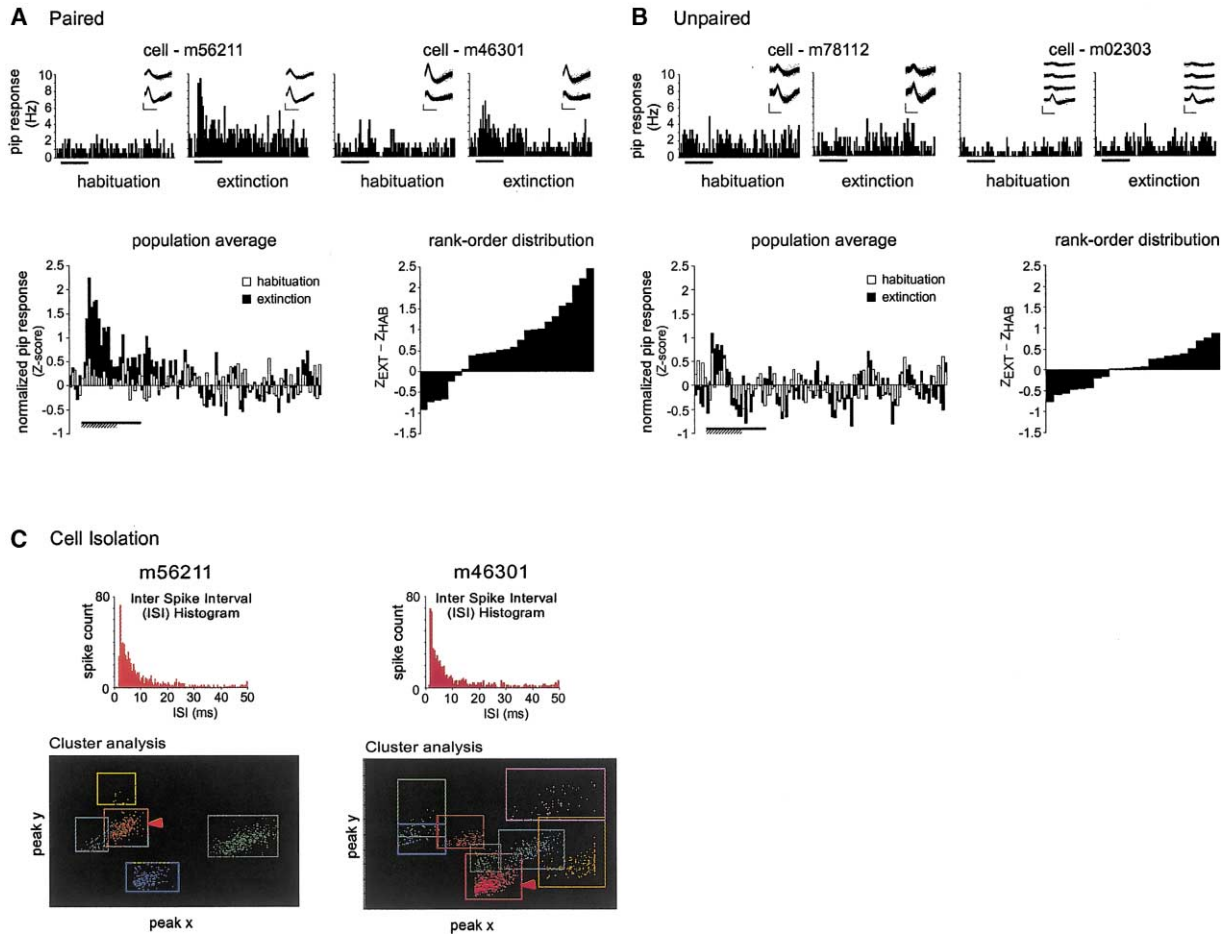 A Paired
cell - m56211
cell - m46301
pip response
(Hz)
10
8
6
4
2
0
habituation
extinction
habituation
extinction
population average
normalized pip response
(Z-score)
2.5
2
1.5
1
0.5
0
-0.5
-1
habituation
extinction
rank-order distribution
ZEXT – ZHAB
2.5
2
1.5
1
0.5
0
-0.5
-1
-1.5
B Unpaired
cell - m78112
cell - m02303
pip response
(Hz)
10
8
6
4
2
0
habituation
extinction
habituation
extinction
population average
normalized pip response
(Z-score)
2.5
2
1.5
1
0.5
0
-0.5
-1
habituation
extinction
rank-order distribution
ZEXT – ZHAB
2.5
2
1.5
1
0.5
0
-0.5
-1
-1.5
C Cell Isolation
m56211
Inter Spike Interval
(ISI) Histogram
spike count
80
0
0 10 20 30 40 50
ISI (ms)
m46301
Inter Spike Interval
(ISI) Histogram
spike count
80
0
0 10 20 30 40 50
ISI (ms)
Cluster analysis
peak y
peak x
Cluster analysis
peak y
peak x